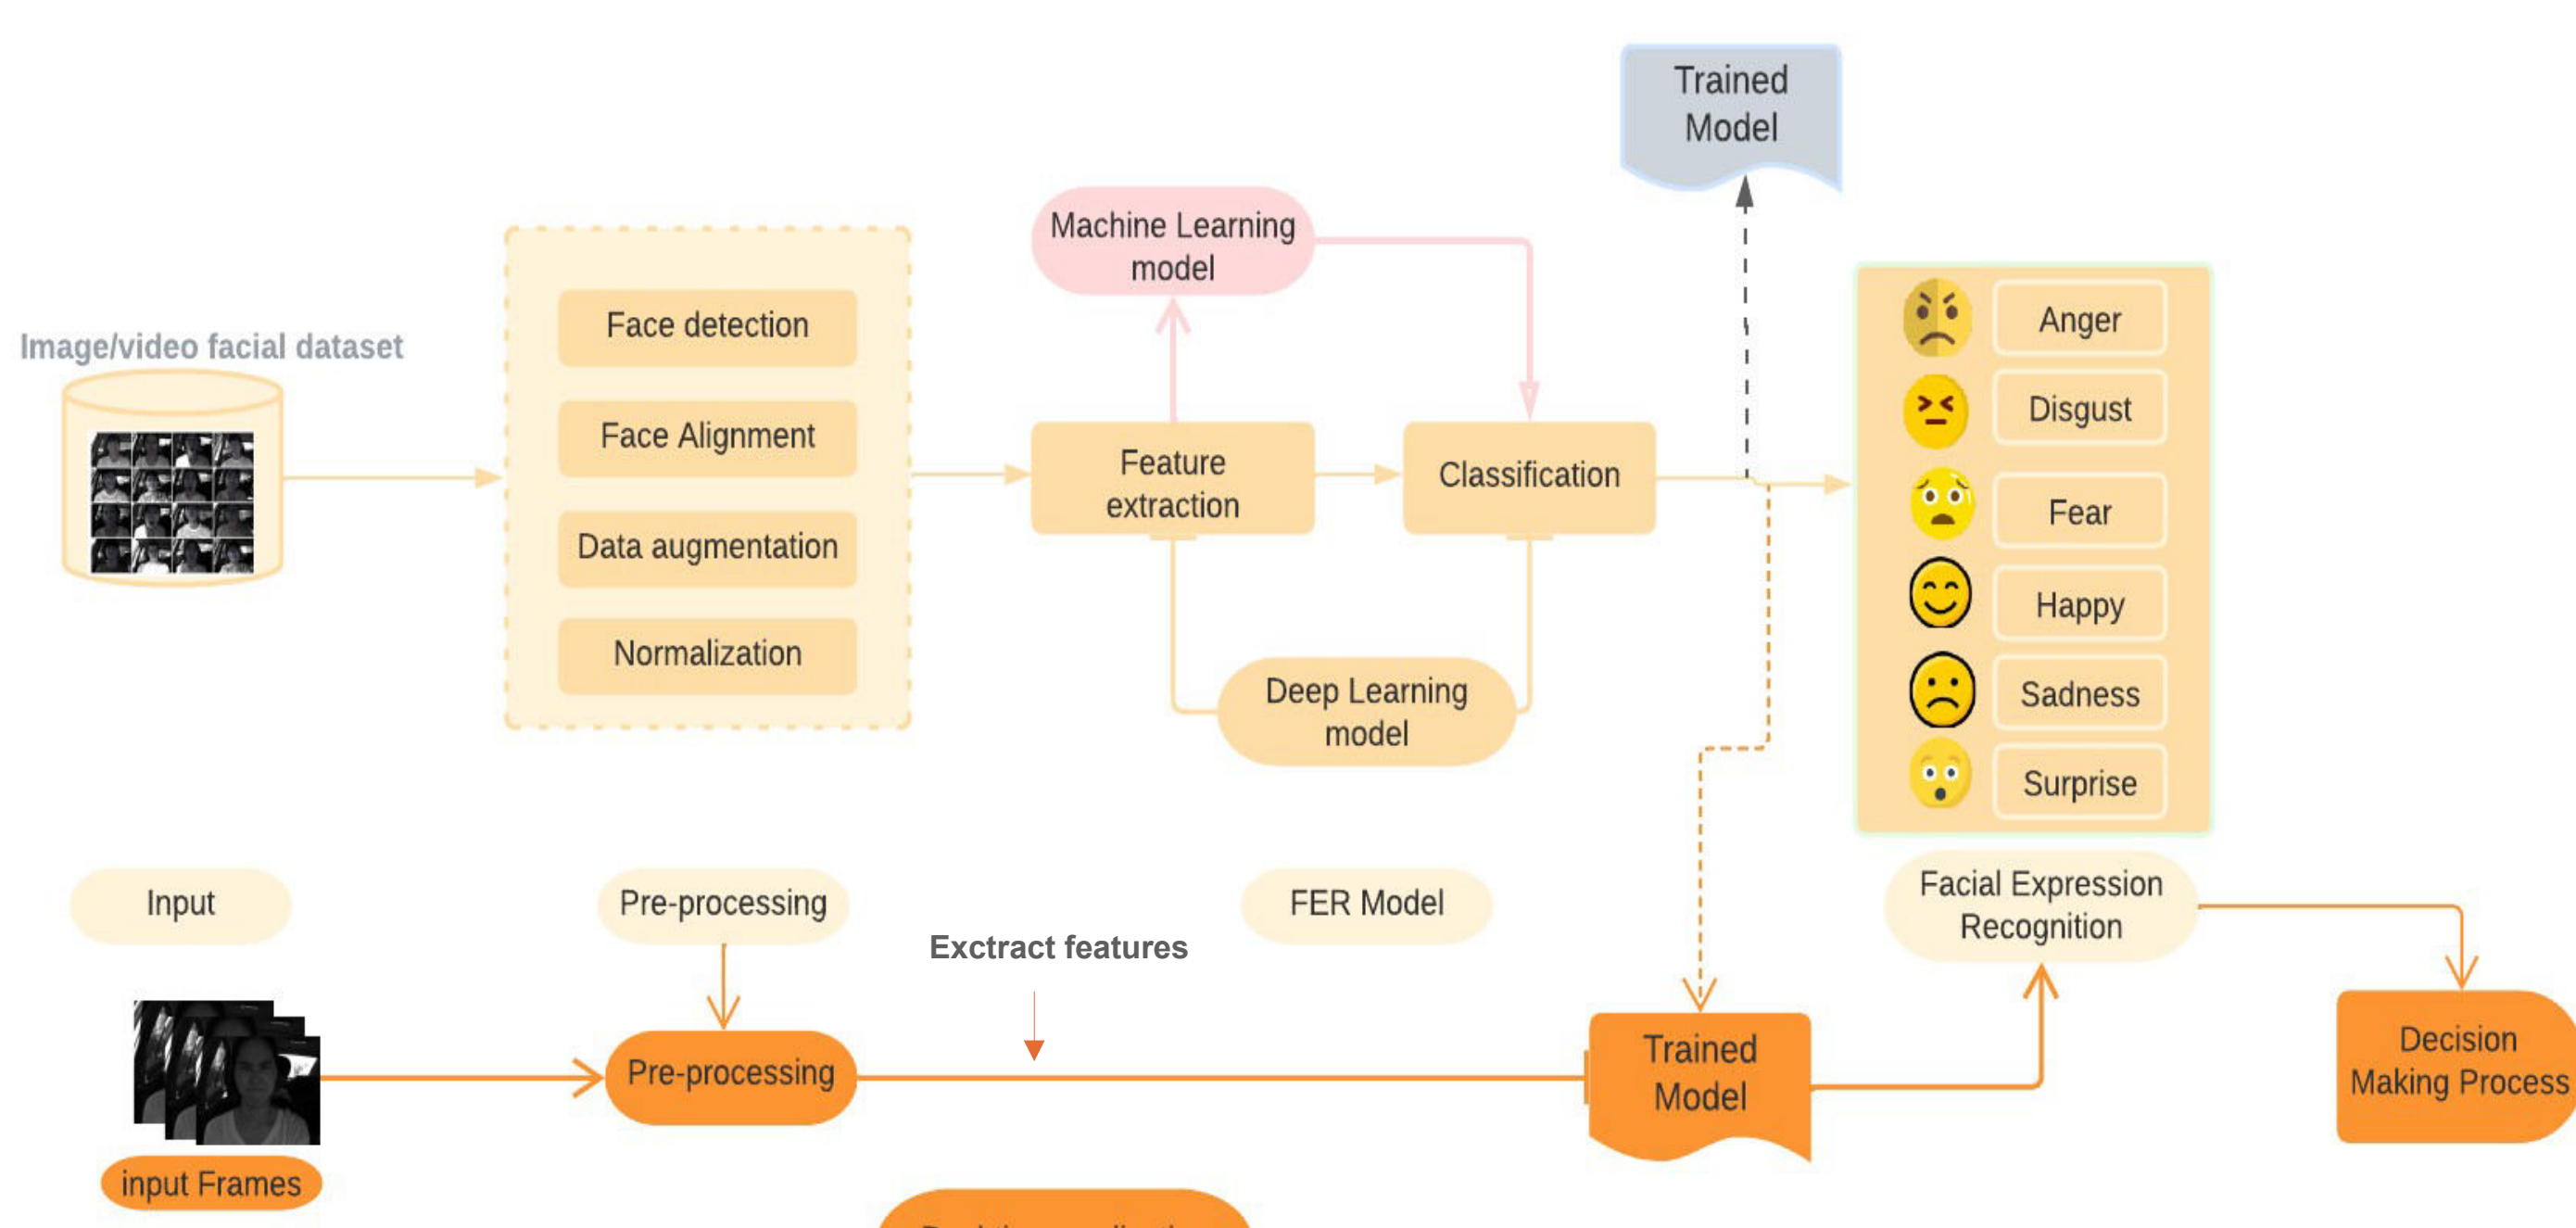 Trained
Model
Machine Learning
model
Image/video facial dataset
Face detection
Face Alignment
Data augmentation
Normalization
Feature
extraction
Classification
Deep Learning
model
Anger
Disgust
Fear
Happy
Sadness
Surprise
Input
Pre-processing
FER Model
Facial Expression
Recognition
Exctract features
Pre-processing
Trained
Model
Decision
Making Process
input Frames